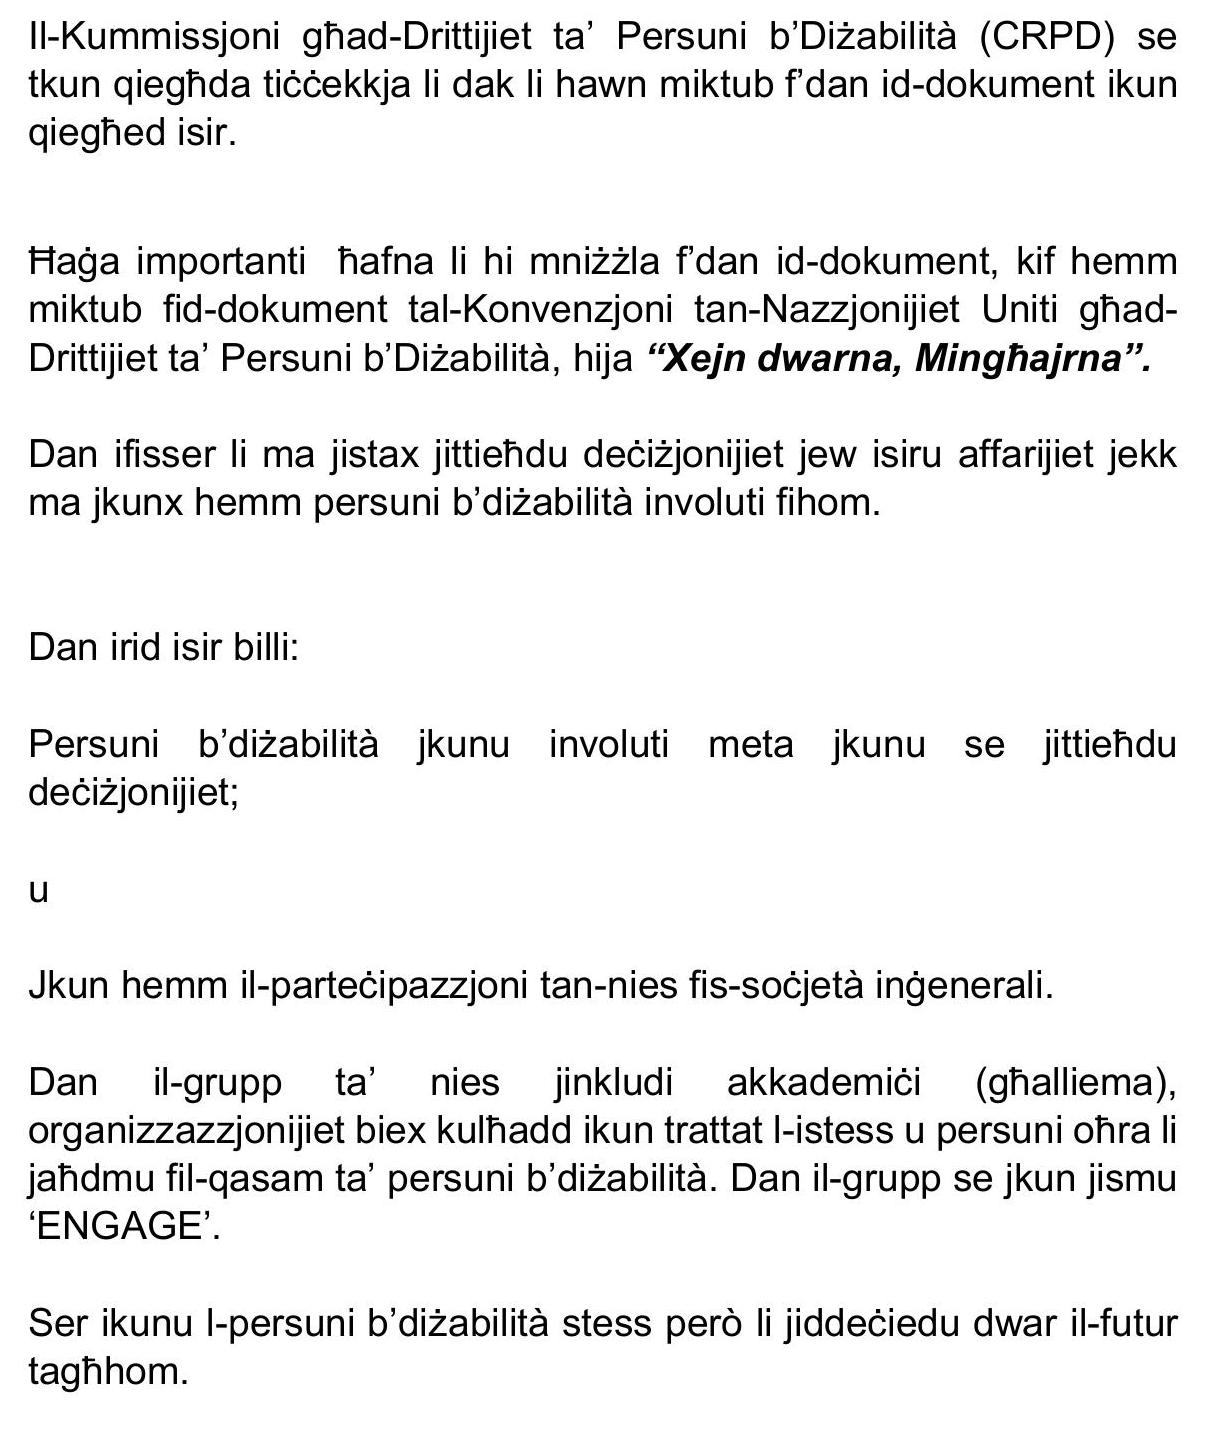 Il-Kummissjoni għad-Drittijiet ta’ Persuni b’Diżabilità (CRPD) se
tkun qiegħda tiċċekkja li dak li hawn miktub f’dan id-dokument ikun
qiegħed isir.
Ħaġa importanti ħafna li hi mniżżla f’dan id-dokument, kif hemm
miktub fid-dokument tal-Konvenzjoni tan-Nazzjonijiet Uniti għad-
Drittijiet ta’ Persuni b’Diżabilità, hija “Xejn dwarna, Mingħajrna”.
Dan ifisser li ma jistax jittieħdu deċiżjonijiet jew isiru affarijiet jekk
ma jkunx hemm persuni b’diżabilità involuti fihom.
Dan irid isir billi:
Persuni b’diżabilità jkunu involuti meta jkunu se jittieħdu
deċiżjonijiet;
u
Jkun hemm il-parteċipazzjoni tan-nies fis-soċjetà inġenerali.
Dan il-grupp ta’ nies jinkludi akkademiċi (għalliema),
organizzazzjonijiet biex kulħadd ikun trattat l-istess u persuni oħra li
jaħdmu fil-qasam ta’ persuni b’diżabilità. Dan il-grupp se jkun jismu
‘ENGAGE’.
Ser ikunu l-persuni b’diżabilità stess però li jiddeċiedu dwar il-futur
tagħhom.